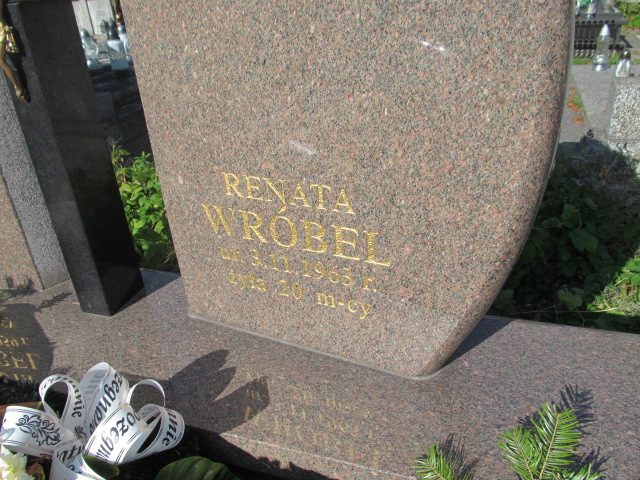 RENATA
WRÓBEL
ur. 3.11.1963 r.
żyła 20 m-cy